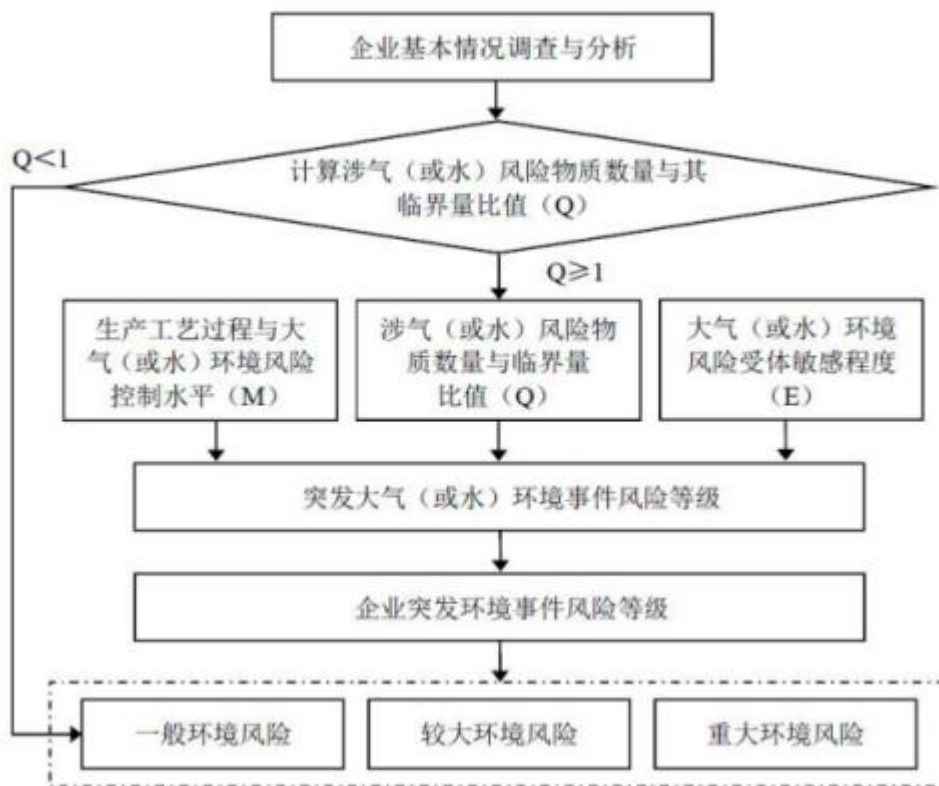 企业基本情况调查与分析
Q＜1
计算涉气（或水）风险物质数量与其
临界量比值（Q）
Q≥1
生产工艺过程与大
气（或水）环境风险
控制水平（M）
涉气（或水）风险物
质数量与临界量
比值（Q）
大气（或水）环境
风险受体敏感程度
（E）
突发大气（或水）环境事件风险等级
企业突发环境事件风险等级
一般环境风险
较大环境风险
重大环境风险